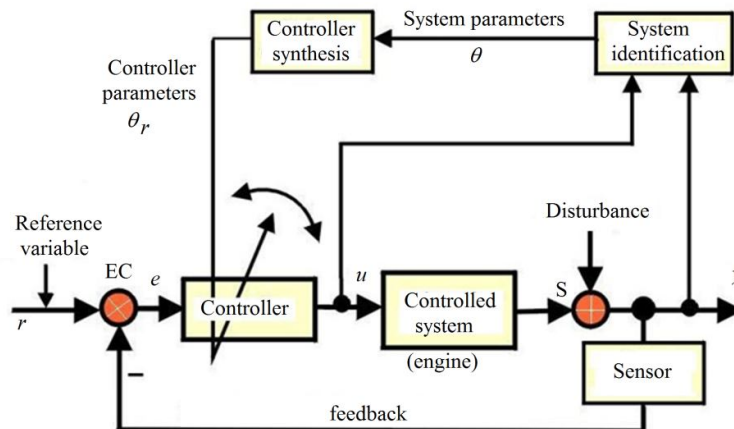 System parameters
Controller
synthesis
System
identification
θ
Controller
parameters
θr
Disturbance
Reference
variable
EC
e
u
S
r
Controller
Controlled
system
(engine)
Sensor
feedback